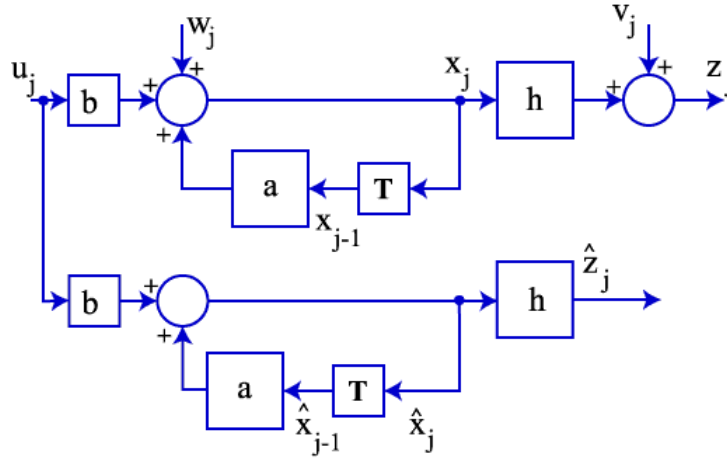 w_j
v_j
u_j
x_j
z
b
+
+
h
+
+
+
a
T
x_{j-1}
ẑ_j
b
+
h
+
a
T
x̂_{j-1}
x̂_j